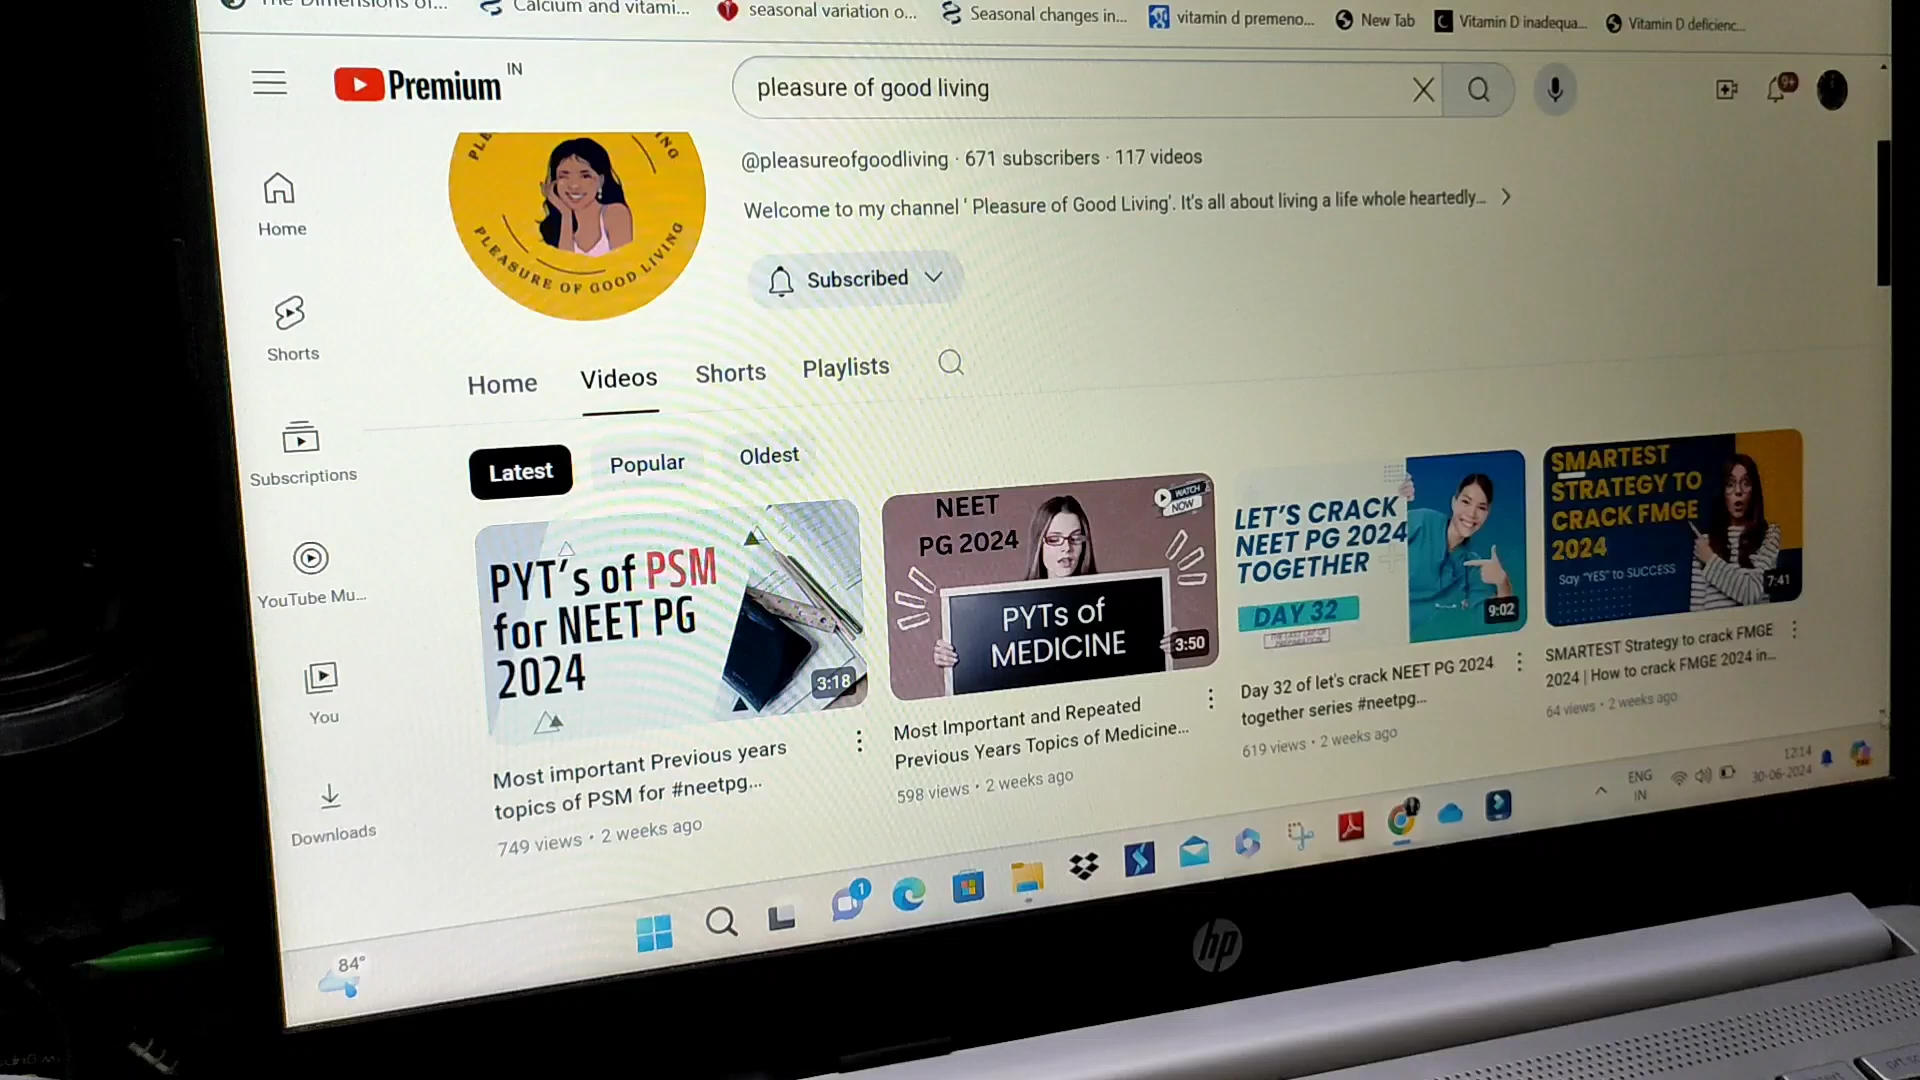 Calcium and vitami...
seasonal variation o...
Seasonal changes in...
vitamin d premeno...
New Tab
Vitamin D inadequa...
Vitamin D deficienc...
Premium IN
pleasure of good living
9+
Home
Shorts
Subscriptions
YouTube Mu...
You
Downloads
PLEASURE OF GOOD LIVING
@pleasureofgoodliving · 671 subscribers · 117 videos
Welcome to my channel ' Pleasure of Good Living'. It's all about living a life whole heartedly...
Subscribed
Home Videos Shorts Playlists
Latest Popular Oldest
PYT's of PSM
for NEET PG
2024
3:18
Most important Previous years
topics of PSM for #neetpg...
749 views • 2 weeks ago
NEET
PG 2024
WATCH
NOW
PYTs of
MEDICINE
3:50
Most Important and Repeated
Previous Years Topics of Medicine...
598 views • 2 weeks ago
LET'S CRACK
NEET PG 2024
TOGETHER
DAY 32
9:02
Day 32 of let's crack NEET PG 2024
together series #neetpg...
619 views • 2 weeks ago
SMARTEST
STRATEGY TO
CRACK FMGE
2024
Say "YES" to SUCCESS
7:41
SMARTEST Strategy to crack FMGE
2024 | How to crack FMGE 2024 in...
64 views • 2 weeks ago
84°
1
ENG
IN
12:14
30-06-2024
hp